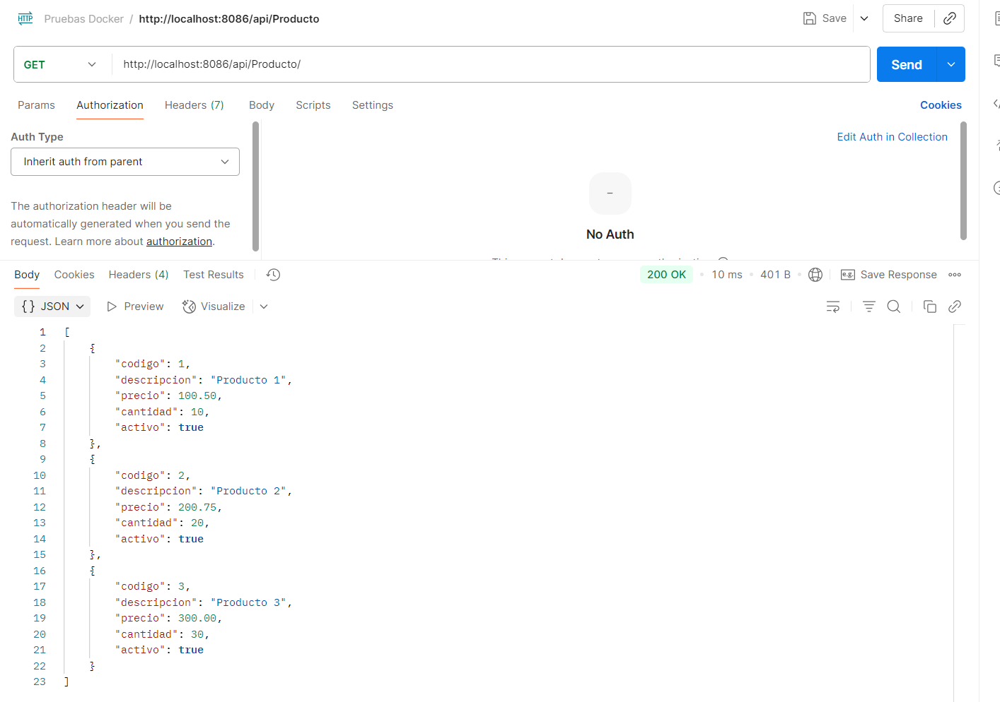 HTTP Pruebas Docker / http://localhost:8086/api/Producto Save Share
GET http://localhost:8086/api/Producto/ Send
Params Authorization Headers (7) Body Scripts Settings Cookies
Auth Type Edit Auth in Collection
Inherit auth from parent
The authorization header will be
automatically generated when you send the
request. Learn more about authorization.
No Auth
Body Cookies Headers (4) Test Results 200 OK 10 ms 401 B e.g. Save Response
{} JSON Preview Visualize
1 [
2 {
3 "codigo": 1,
4 "descripcion": "Producto 1",
5 "precio": 100.50,
6 "cantidad": 10,
7 "activo": true
8 },
9 {
10 "codigo": 2,
11 "descripcion": "Producto 2",
12 "precio": 200.75,
13 "cantidad": 20,
14 "activo": true
15 },
16 {
17 "codigo": 3,
18 "descripcion": "Producto 3",
19 "precio": 300.00,
20 "cantidad": 30,
21 "activo": true
22 }
23 ]